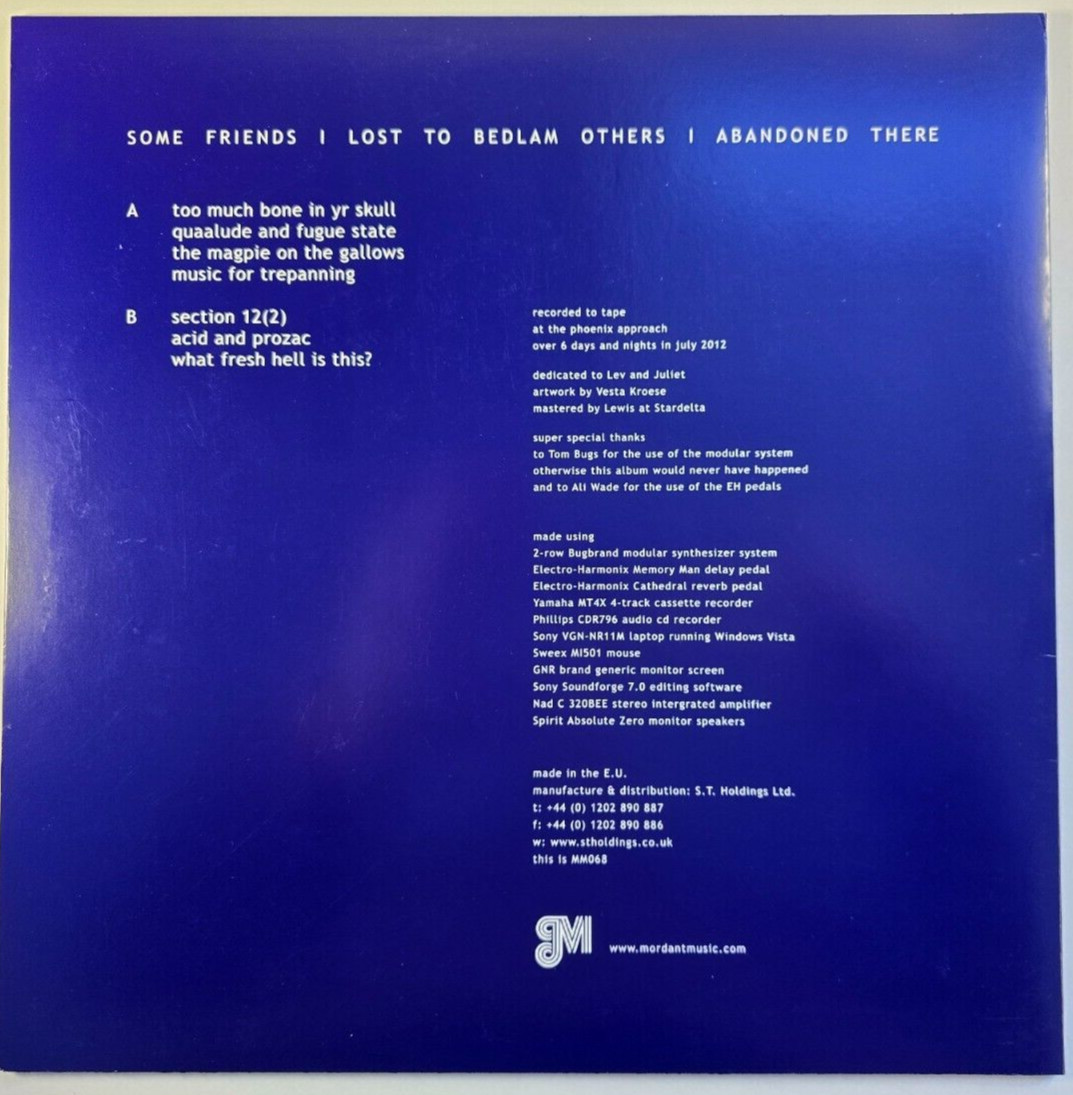 SOME FRIENDS I LOST TO BEDLAM OTHERS I ABANDONED THERE
A too much bone in yr skull
quaalude and fugue state
the magpie on the gallows
music for trepanning
B section 12(2)
acid and prozac
what fresh hell is this?
recorded to tape
at the phoenix approach
over 6 days and nights in july 2012
dedicated to Lev and Juliet
artwork by Vesta Kroese
mastered by Lewis at Stardelta
super special thanks
to Tom Bugs for the use of the modular system
otherwise this album would never have happened
and to Ali Wade for the use of the EH pedals
made using
2-row Bugbrand modular synthesizer system
Electro-Harmonix Memory Man delay pedal
Electro-Harmonix Cathedral reverb pedal
Yamaha MT4X 4-track cassette recorder
Phillips CDR796 audio cd recorder
Sony VGN-NR11M laptop running Windows Vista
Sweex MI501 mouse
GNR brand generic monitor screen
Sony Soundforge 7.0 editing software
Nad C 320BEE stereo intergrated amplifier
Spirit Absolute Zero monitor speakers
made in the E.U.
manufacture & distribution: S.T. Holdings Ltd.
t: +44 (0) 1202 890 887
f: +44 (0) 1202 890 886
w: www.stholdings.co.uk
this is MM068
MM www.mordantmusic.com